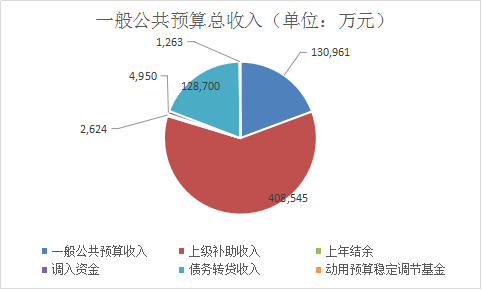 一般公共预算总收入（单位：万元）
1,263
130,961
4,950
128,700
2,624
408,545
一般公共预算收入 上级补助收入 上年结余
调入资金 债务转贷收入 动用预算稳定调节基金